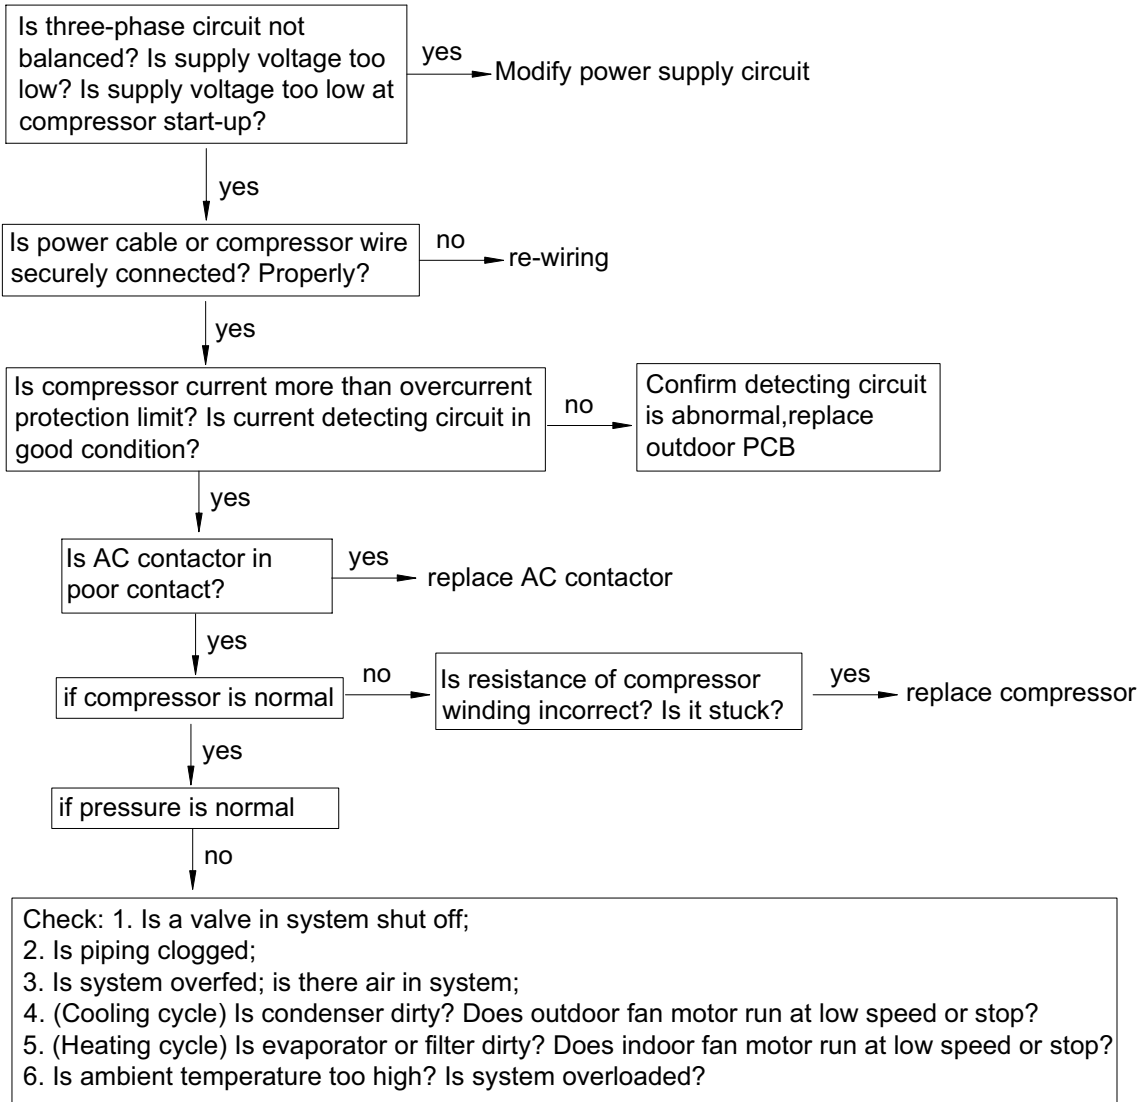 Is three-phase circuit not
balanced? Is supply voltage too
low? Is supply voltage too low at
compressor start-up?
yes
Modify power supply circuit
yes
Is power cable or compressor wire
securely connected? Properly?
no
re-wiring
yes
Is compressor current more than overcurrent
protection limit? Is current detecting circuit in
good condition?
no
Confirm detecting circuit
is abnormal,replace
outdoor PCB
yes
Is AC contactor in
poor contact?
yes
replace AC contactor
yes
if compressor is normal
no
Is resistance of compressor
winding incorrect? Is it stuck?
yes
replace compressor
yes
if pressure is normal
no
Check: 1. Is a valve in system shut off;
2. Is piping clogged;
3. Is system overfed; is there air in system;
4. (Cooling cycle) Is condenser dirty? Does outdoor fan motor run at low speed or stop?
5. (Heating cycle) Is evaporator or filter dirty? Does indoor fan motor run at low speed or stop?
6. Is ambient temperature too high? Is system overloaded?